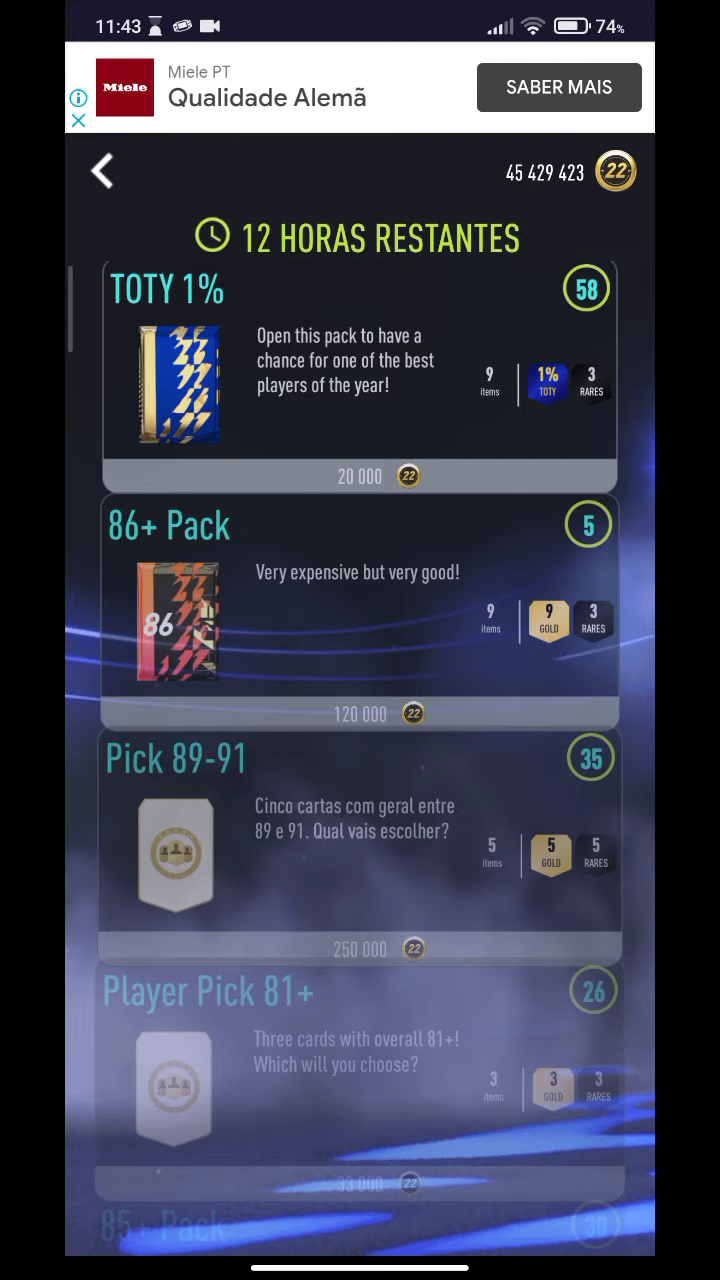 11:43
74%
Miele
Miele PT
Qualidade Alemã
SABER MAIS
45 429 423
22
12 HORAS RESTANTES
TOTY 1%
58
Open this pack to have a
chance for one of the best
players of the year!
9
items
1%
TOTY
3
RARES
20 000
22
86+ Pack
5
Very expensive but very good!
86
9
items
9
GOLD
3
RARES
120 000
22
Pick 89-91
35
Cinco cartas com geral entre
89 e 91. Qual vais escolher?
5
items
5
GOLD
5
RARES
250 000
22
Player Pick 81+
26
Three cards with overall 81+!
Which will you choose?
3
items
3
GOLD
3
RARES
33 000
22
85+ Pack
30